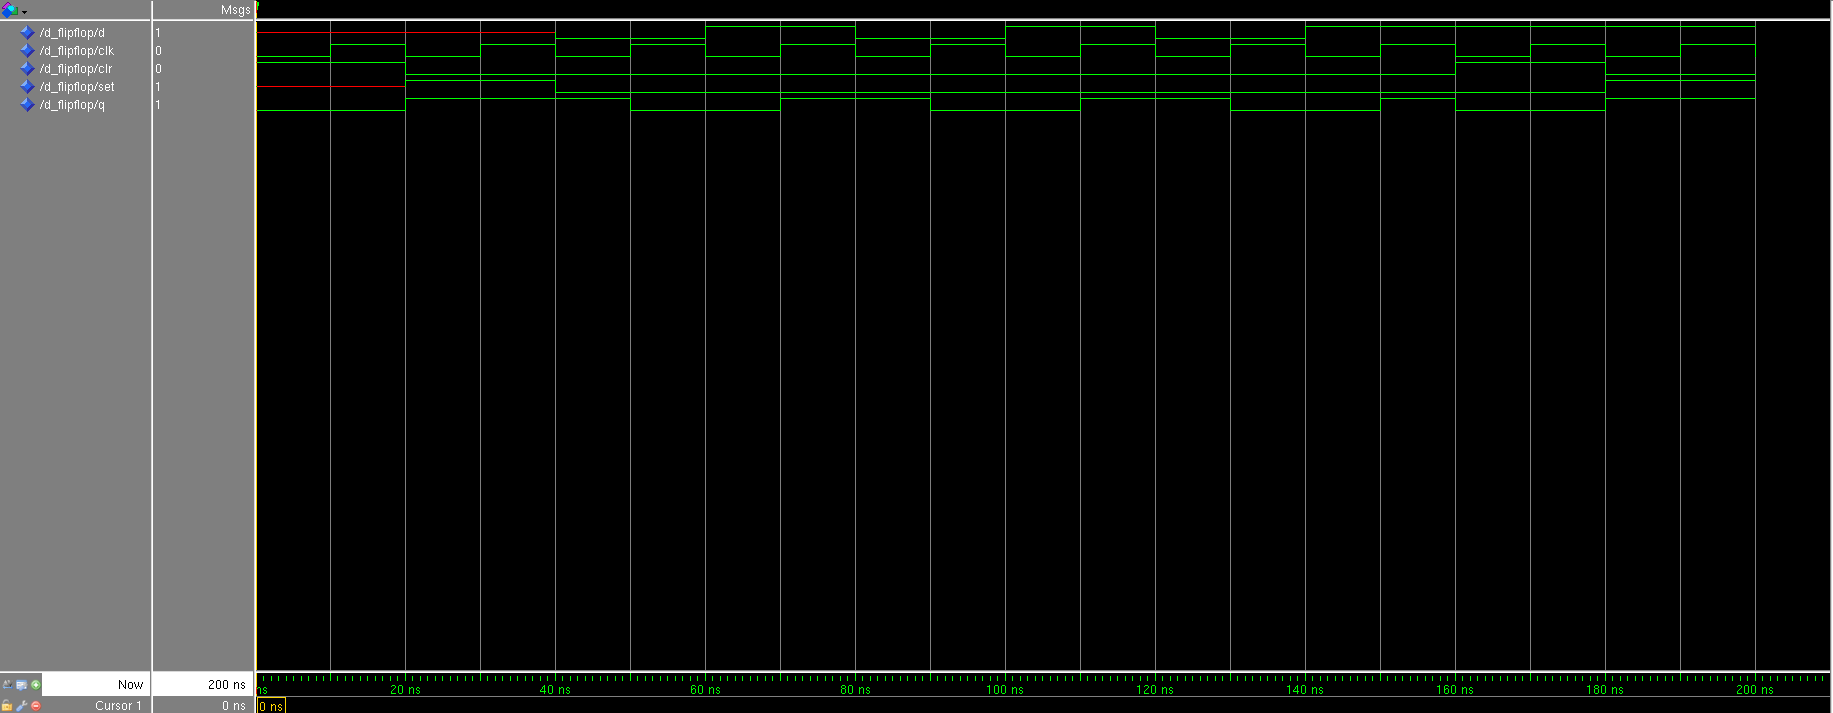 Msgs
/d_flipflop/d 1
/d_flipflop/clk 0
/d_flipflop/clr 0
/d_flipflop/set 1
/d_flipflop/q 1
Now 200 ns
ns 20 ns 40 ns 60 ns 80 ns 100 ns 120 ns 140 ns 160 ns 180 ns 200 ns
Cursor 1 0 ns 0 ns